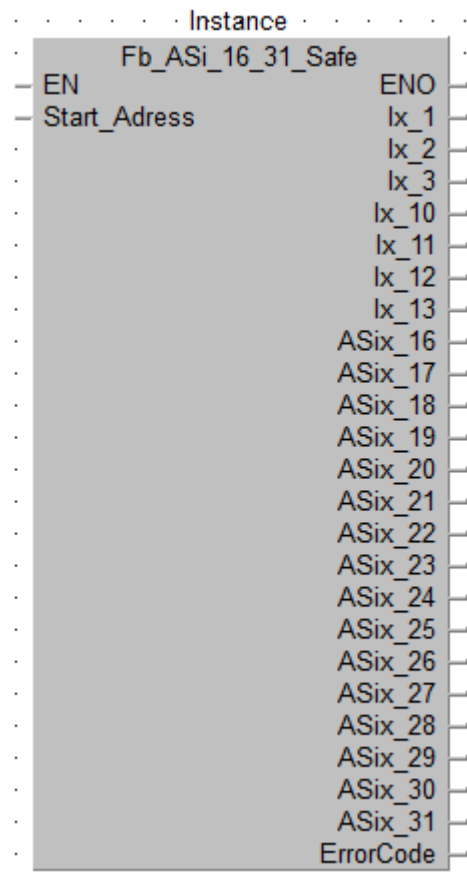 Instance
Fb_ASi_16_31_Safe
EN ENO
Start_Adress Ix_1
Ix_2
Ix_3
Ix_10
Ix_11
Ix_12
Ix_13
ASix_16
ASix_17
ASix_18
ASix_19
ASix_20
ASix_21
ASix_22
ASix_23
ASix_24
ASix_25
ASix_26
ASix_27
ASix_28
ASix_29
ASix_30
ASix_31
ErrorCode